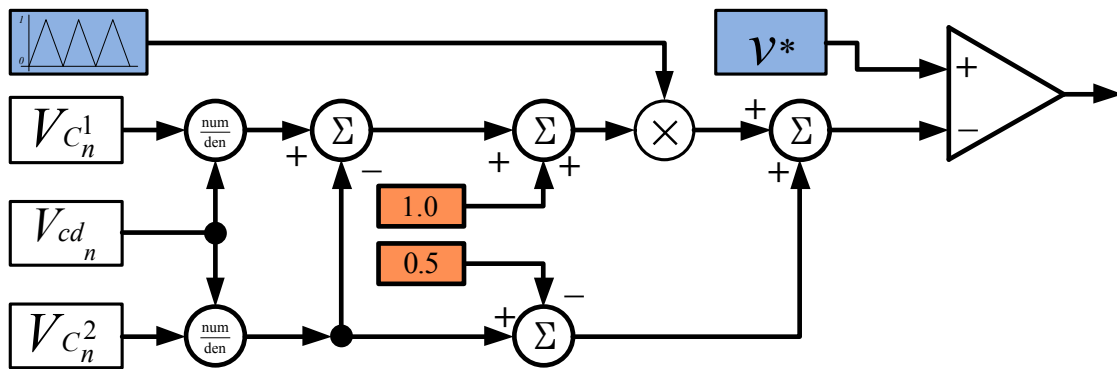 1
0
v*
+
−
V_{C_n^1}
num
den
Σ
+
−
Σ
+
+
×
+
Σ
+
V_{cd_n}
1.0
0.5
−
V_{C_n^2}
num
den
+
Σ